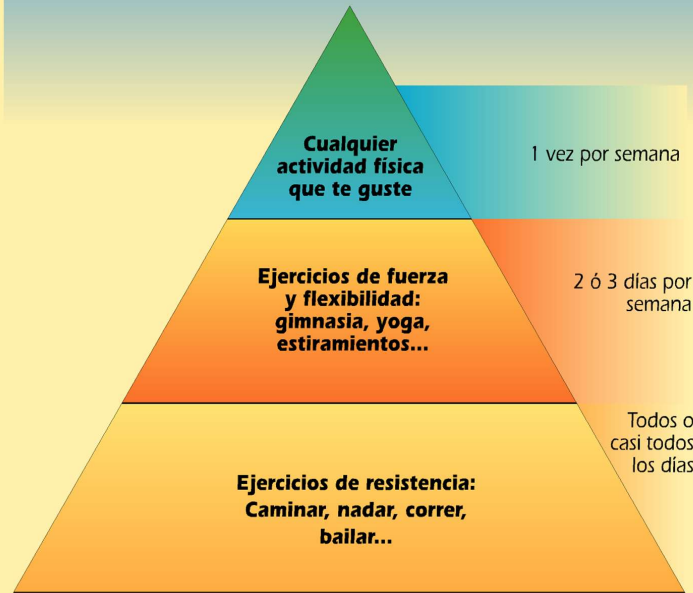 Cualquier
actividad física
que te guste
1 vez por semana
Ejercicios de fuerza
y flexibilidad:
gimnasia, yoga,
estiramientos...
2 ó 3 días por
semana
Ejercicios de resistencia:
Caminar, nadar, correr,
bailar...
Todos o
casi todos
los días